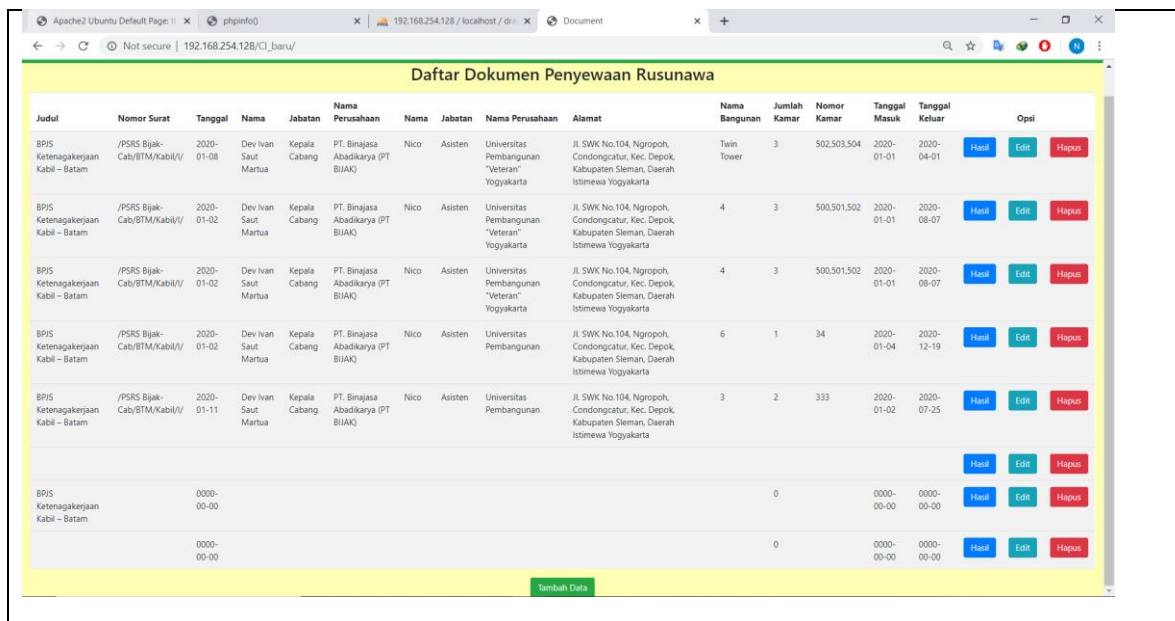 Apache2 Ubuntu Default Page: It
phpinfo()
192.168.254.128 / localhost / dra
Document
Not secure | 192.168.254.128/CI_baru/
N
Daftar Dokumen Penyewaan Rusunawa
Judul Nomor Surat Tanggal Nama Jabatan Nama Perusahaan Nama Jabatan Nama Perusahaan Alamat Nama Bangunan Jumlah Kamar Nomor Kamar Tanggal Masuk Tanggal Keluar Opsi
BPJS /PSRS Bijak- 2020- Dev Ivan Kepala PT. Binajasa Nico Asisten Universitas Jl. SWK No.104, Ngropoh, Twin 3 502,503,504 2020- 2020- Hasil Edit Hapus
Ketenagakerjaan Cab/BTM/Kabil/I/ 01-08 Saut Cabang Abadikarya (PT Pembangunan Condongcatur, Kec. Depok, Tower 01-01 04-01
Kabil – Batam Martua BIJAK) "Veteran" Kabupaten Sleman, Daerah
Yogyakarta Istimewa Yogyakarta
BPJS /PSRS Bijak- 2020- Dev Ivan Kepala PT. Binajasa Nico Asisten Universitas Jl. SWK No.104, Ngropoh, 4 3 500,501,502 2020- 2020- Hasil Edit Hapus
Ketenagakerjaan Cab/BTM/Kabil/I/ 01-02 Saut Cabang Abadikarya (PT Pembangunan Condongcatur, Kec. Depok, 01-01 08-07
Kabil – Batam Martua BIJAK) "Veteran" Kabupaten Sleman, Daerah
Yogyakarta Istimewa Yogyakarta
BPJS /PSRS Bijak- 2020- Dev Ivan Kepala PT. Binajasa Nico Asisten Universitas Jl. SWK No.104, Ngropoh, 4 3 500,501,502 2020- 2020- Hasil Edit Hapus
Ketenagakerjaan Cab/BTM/Kabil/I/ 01-02 Saut Cabang Abadikarya (PT Pembangunan Condongcatur, Kec. Depok, 01-01 08-07
Kabil – Batam Martua BIJAK) "Veteran" Kabupaten Sleman, Daerah
Yogyakarta Istimewa Yogyakarta
BPJS /PSRS Bijak- 2020- Dev Ivan Kepala PT. Binajasa Nico Asisten Universitas Jl. SWK No.104, Ngropoh, 6 1 34 2020- 2020- Hasil Edit Hapus
Ketenagakerjaan Cab/BTM/Kabil/I/ 01-02 Saut Cabang Abadikarya (PT Pembangunan Condongcatur, Kec. Depok, 01-04 12-19
Kabil – Batam Martua BIJAK) Kabupaten Sleman, Daerah
Istimewa Yogyakarta
BPJS /PSRS Bijak- 2020- Dev Ivan Kepala PT. Binajasa Nico Asisten Universitas Jl. SWK No.104, Ngropoh, 3 2 333 2020- 2020- Hasil Edit Hapus
Ketenagakerjaan Cab/BTM/Kabil/I/ 01-11 Saut Cabang Abadikarya (PT Pembangunan Condongcatur, Kec. Depok, 01-02 07-25
Kabil – Batam Martua BIJAK) Kabupaten Sleman, Daerah
Istimewa Yogyakarta
Hasil Edit Hapus
BPJS 0000- 0 0000- 0000- Hasil Edit Hapus
Ketenagakerjaan 00-00 00-00 00-00
Kabil – Batam
0000- 0 0000- 0000- Hasil Edit Hapus
00-00 00-00 00-00
Tambah Data